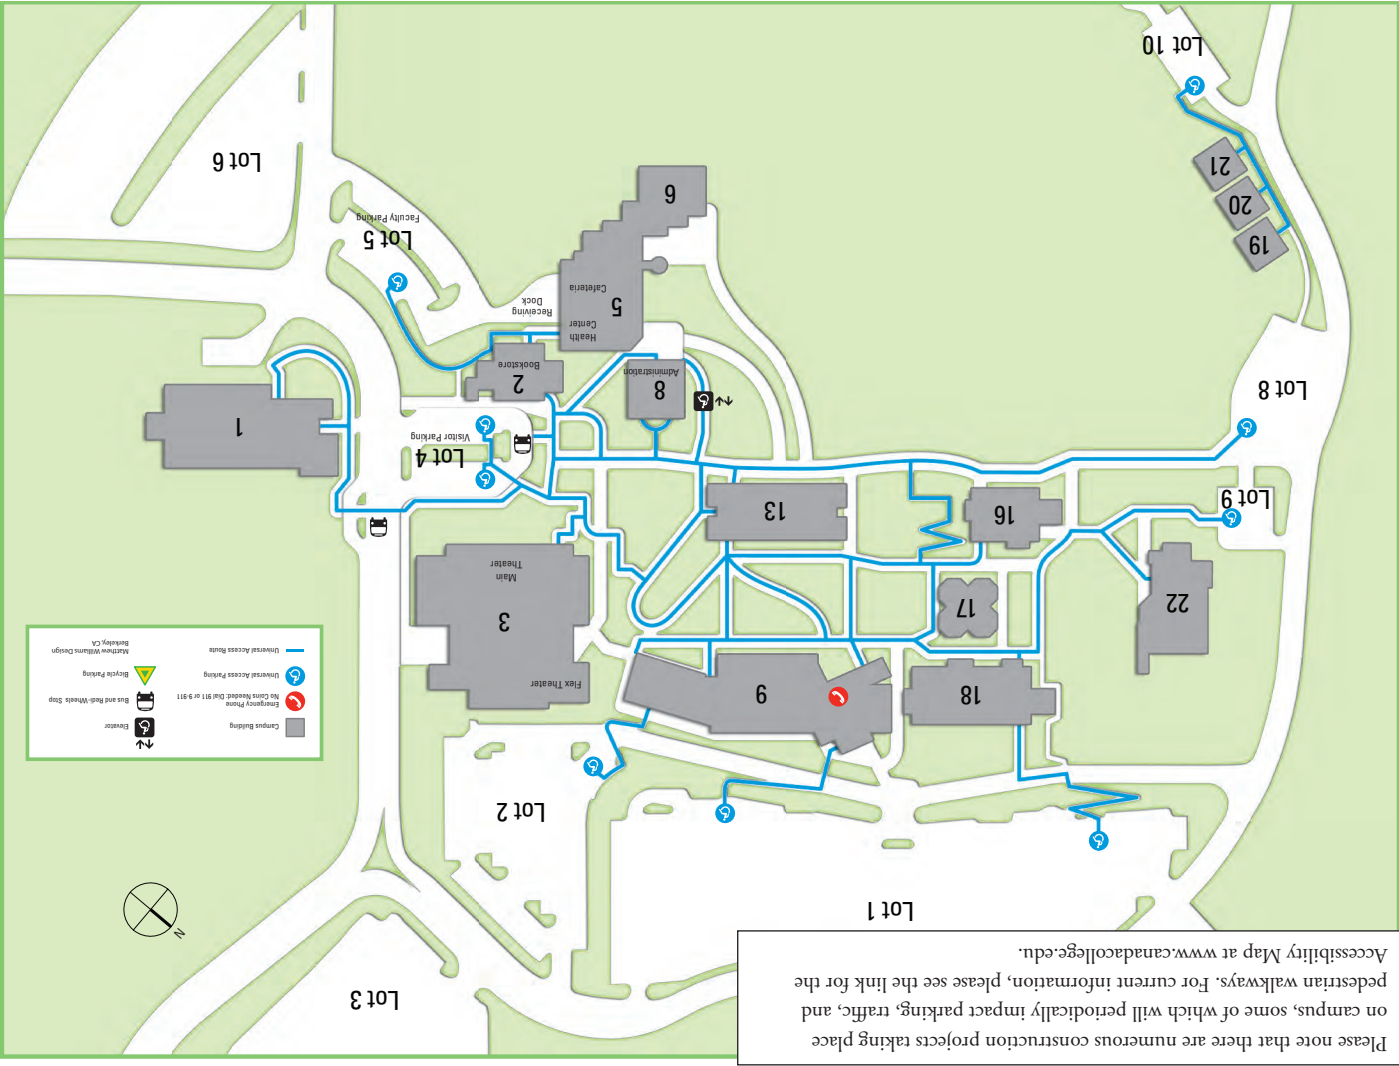 Please note that there are numerous construction projects taking place
on campus, some of which will periodically impact parking, traffic, and
pedestrian walkways. For current information, please see the link for the
Accessibility Map at www.canadacollege.edu.
Lot 3
N
Lot 1
Lot 2
18
9
Flex Theater
3
Main
Theater
22
17
16
13
Lot 9
Lot 4
Visitor Parking
1
Lot 8
8
Administration
2
Bookstore
Health
Center
5
Cafeteria
Receiving
Dock
19
20
21
6
Lot 5
Faculty Parking
Lot 6
Lot 10
Campus Building
Emergency Phone
No Coins Needed: Dial 911 or 9-911
Universal Access Parking
Universal Access Route
Elevator
Bus and Redi-Wheels Stop
Bicycle Parking
Matthew Williams Design
Berkeley, CA